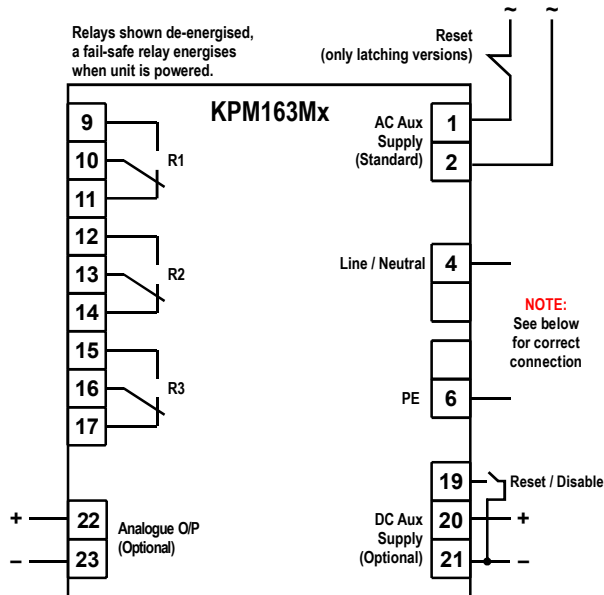 Relays shown de-energised,
a fail-safe relay energises
when unit is powered.
~ ~
Reset
(only latching versions)
KPM163Mx
9
10
11
R1
12
13
14
R2
15
16
17
R3
+ 22
– 23
Analogue O/P
(Optional)
AC Aux
Supply
(Standard)
1
2
Line / Neutral 4
NOTE:
See below
for correct
connection
PE 6
19 Reset / Disable
DC Aux
Supply
(Optional)
20 +
21 –